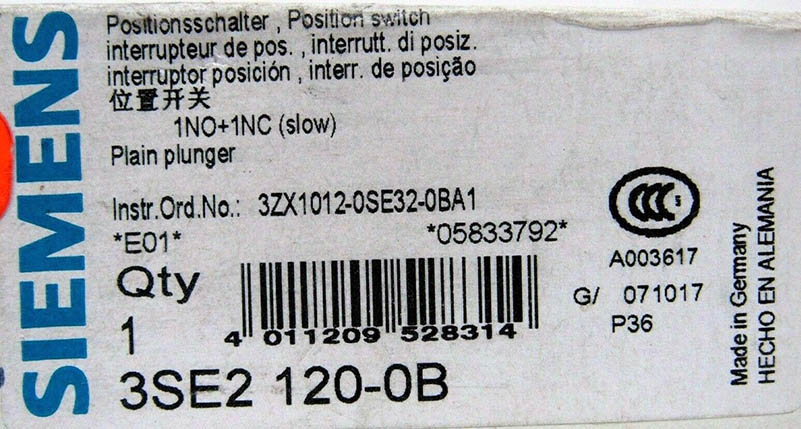 SIEMENS
Positionsschalter , Position switch
interrupteur de pos. , interrutt. di posiz.
interruptor posición , interr. de posição
位置开关
1NO+1NC (slow)
Plain plunger
Instr.Ord.No.: 3ZX1012-0SE32-0BA1
*E01* *05833792*
Qty
1
4 011209 528314
3SE2 120-0B
CCC S
A003617
G/ 071017
P36
Made in Germany
HECHO EN ALEMANIA